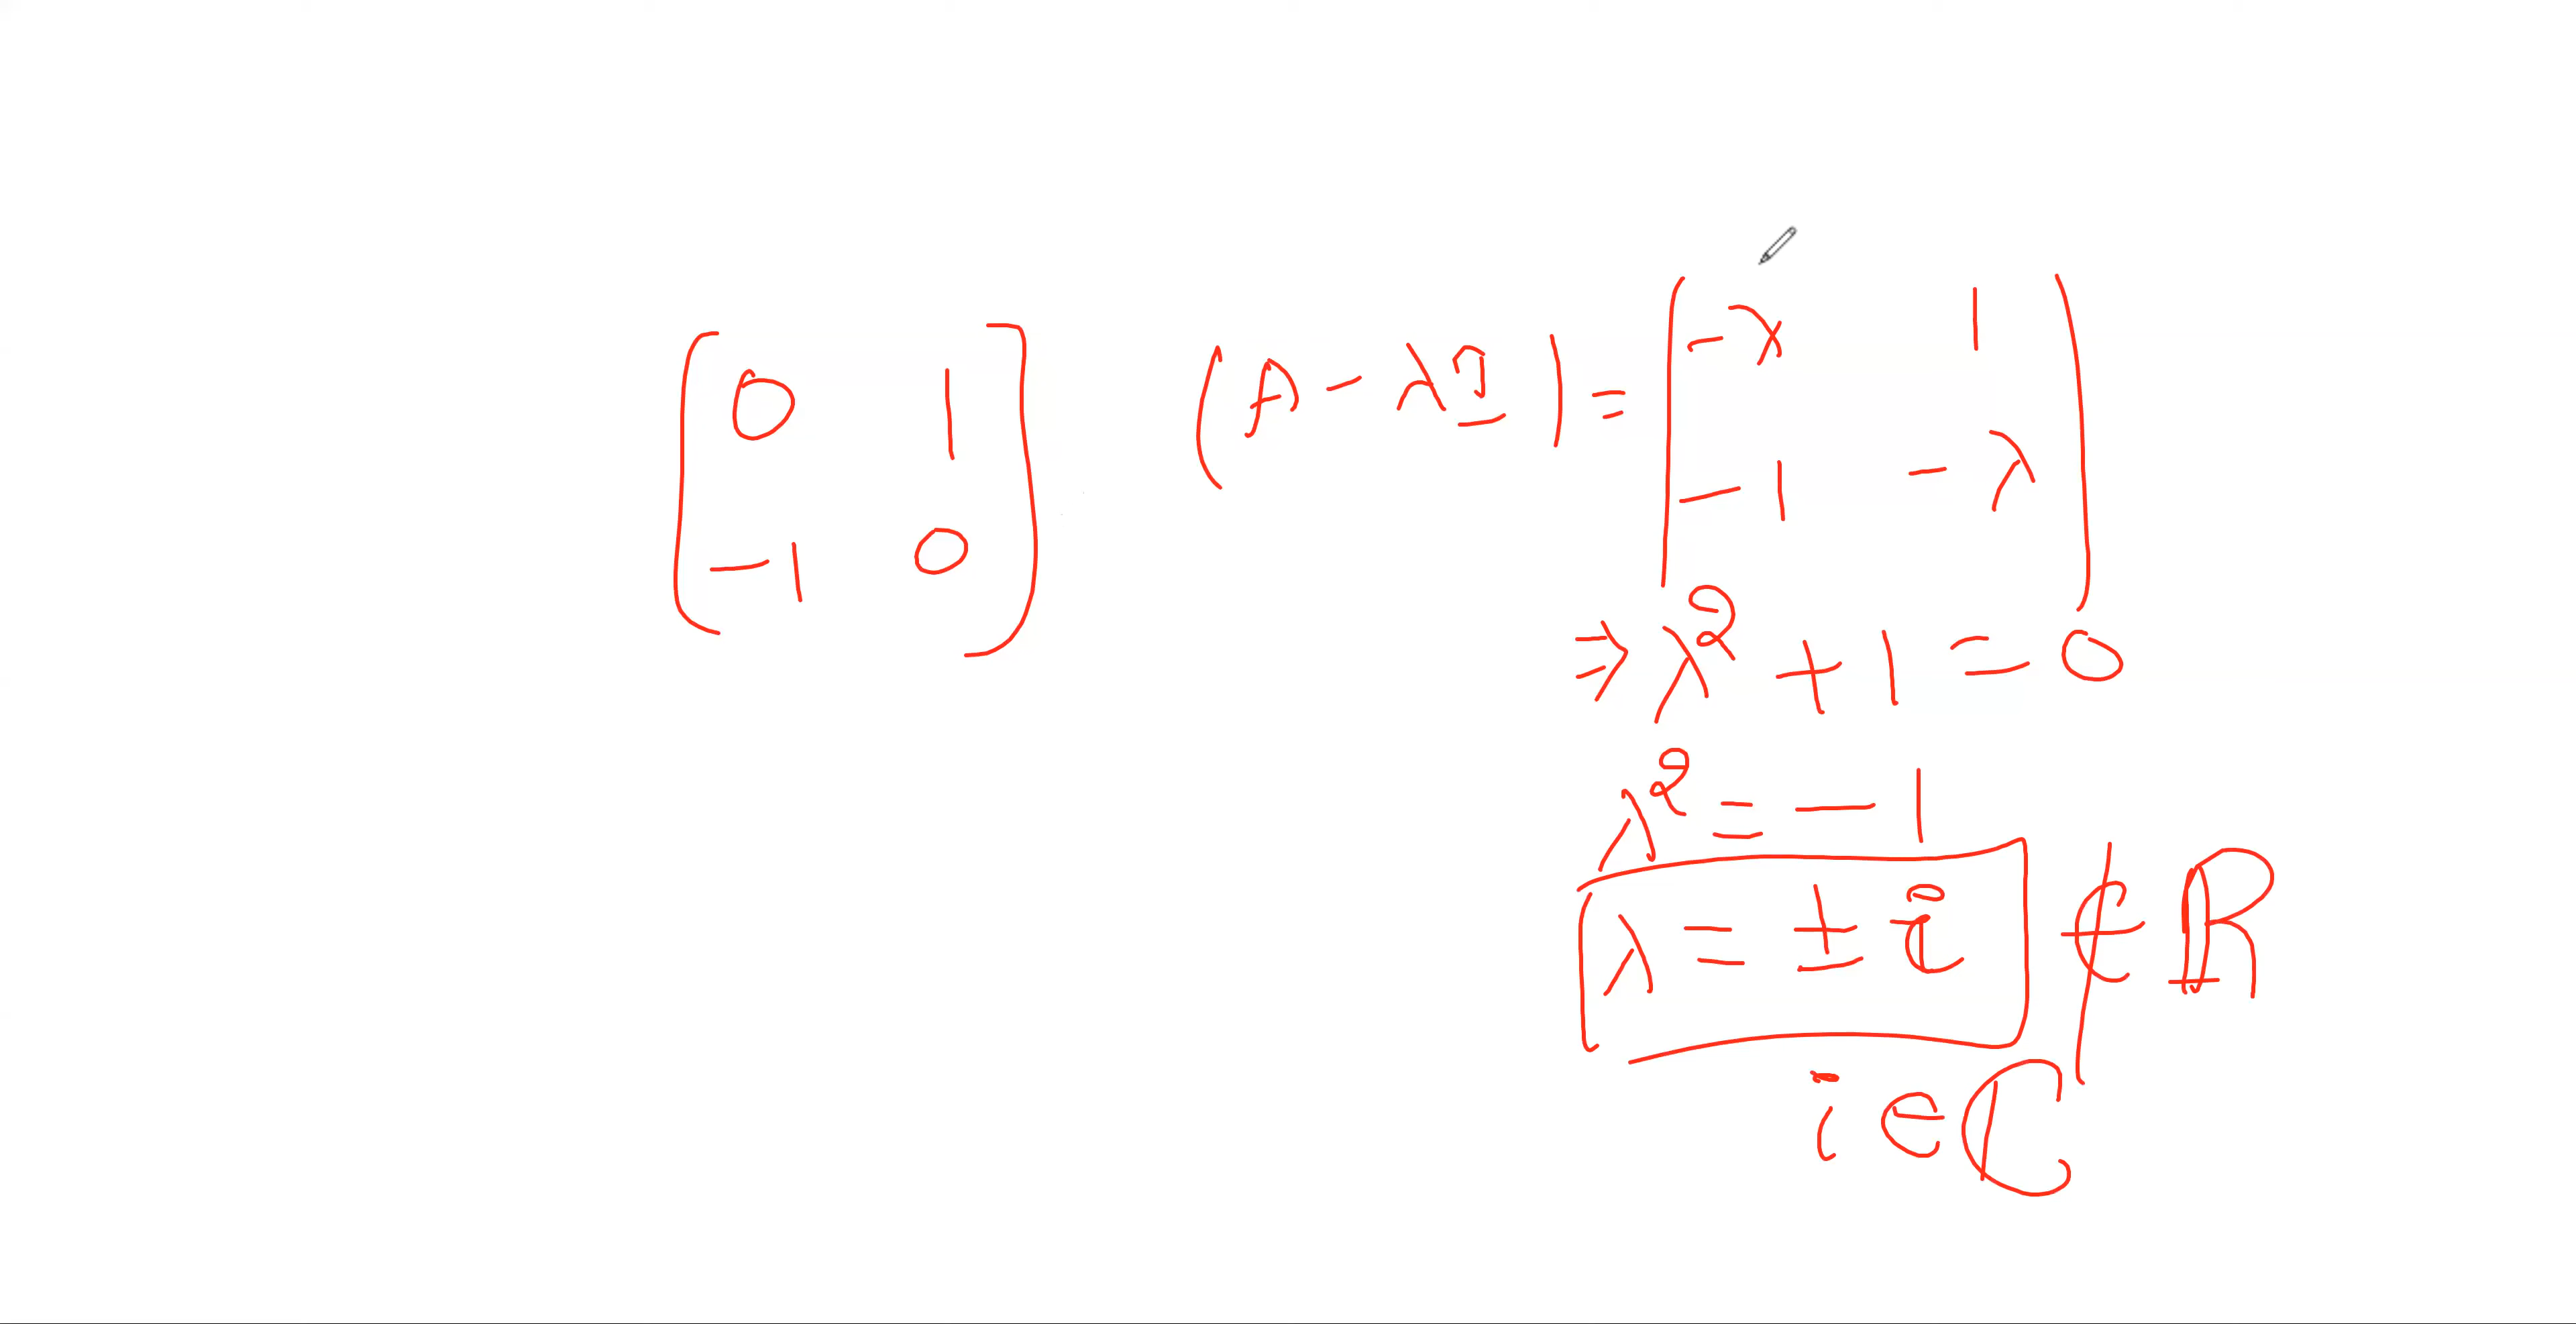 [ 0 1
-1 0 ]
|A - λI| = | -λ 1
-1 -λ |
⇒ λ² + 1 = 0
λ² = -1
λ = ± i ∉ ℝ
i ∈ ℂ